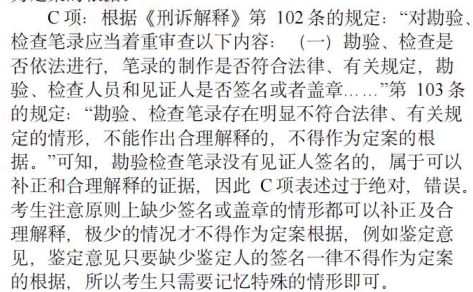 C 项：根据《刑诉解释》第 102 条的规定：“对勘验、
检查笔录应当着重审查以下内容：（一）勘验、检查是
否依法进行，笔录的制作是否符合法律、有关规定，勘
验、检查人员和见证人是否签名或者盖章……”第 103 条
的规定：“勘验、检查笔录存在明显不符合法律、有关规
定的情形，不能作出合理解释的，不得作为定案的根
据。”可知，勘验检查笔录没有见证人签名的，属于可以
补正和合理解释的证据，因此 C 项表述过于绝对，错误。
考生注意原则上缺少签名或盖章的情形都可以补正及合
理解释，极少的情况才不得作为定案根据，例如鉴定意
见，鉴定意见只要缺少鉴定人的签名一律不得作为定案
的根据，所以考生只需要记忆特殊的情形即可。